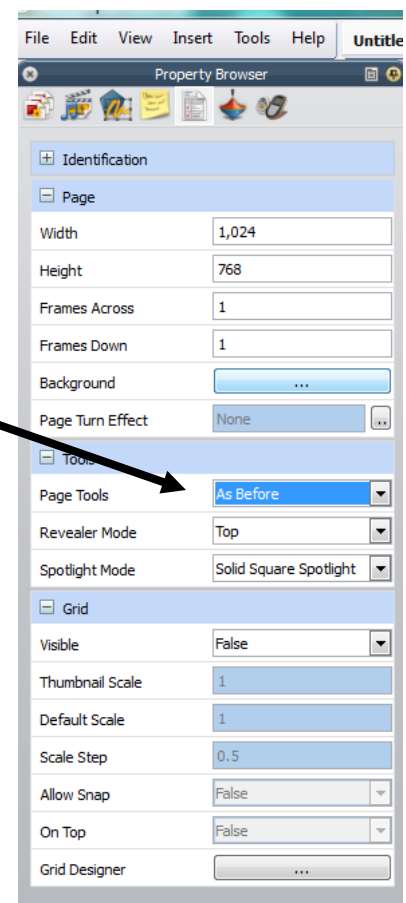 File Edit View Insert Tools Help Untitle
Property Browser
Identification
Page
Width 1,024
Height 768
Frames Across 1
Frames Down 1
Background ...
Page Turn Effect None ..
Tools
Page Tools As Before
Revealer Mode Top
Spotlight Mode Solid Square Spotlight
Grid
Visible False
Thumbnail Scale 1
Default Scale 1
Scale Step 0.5
Allow Snap False
On Top False
Grid Designer ...